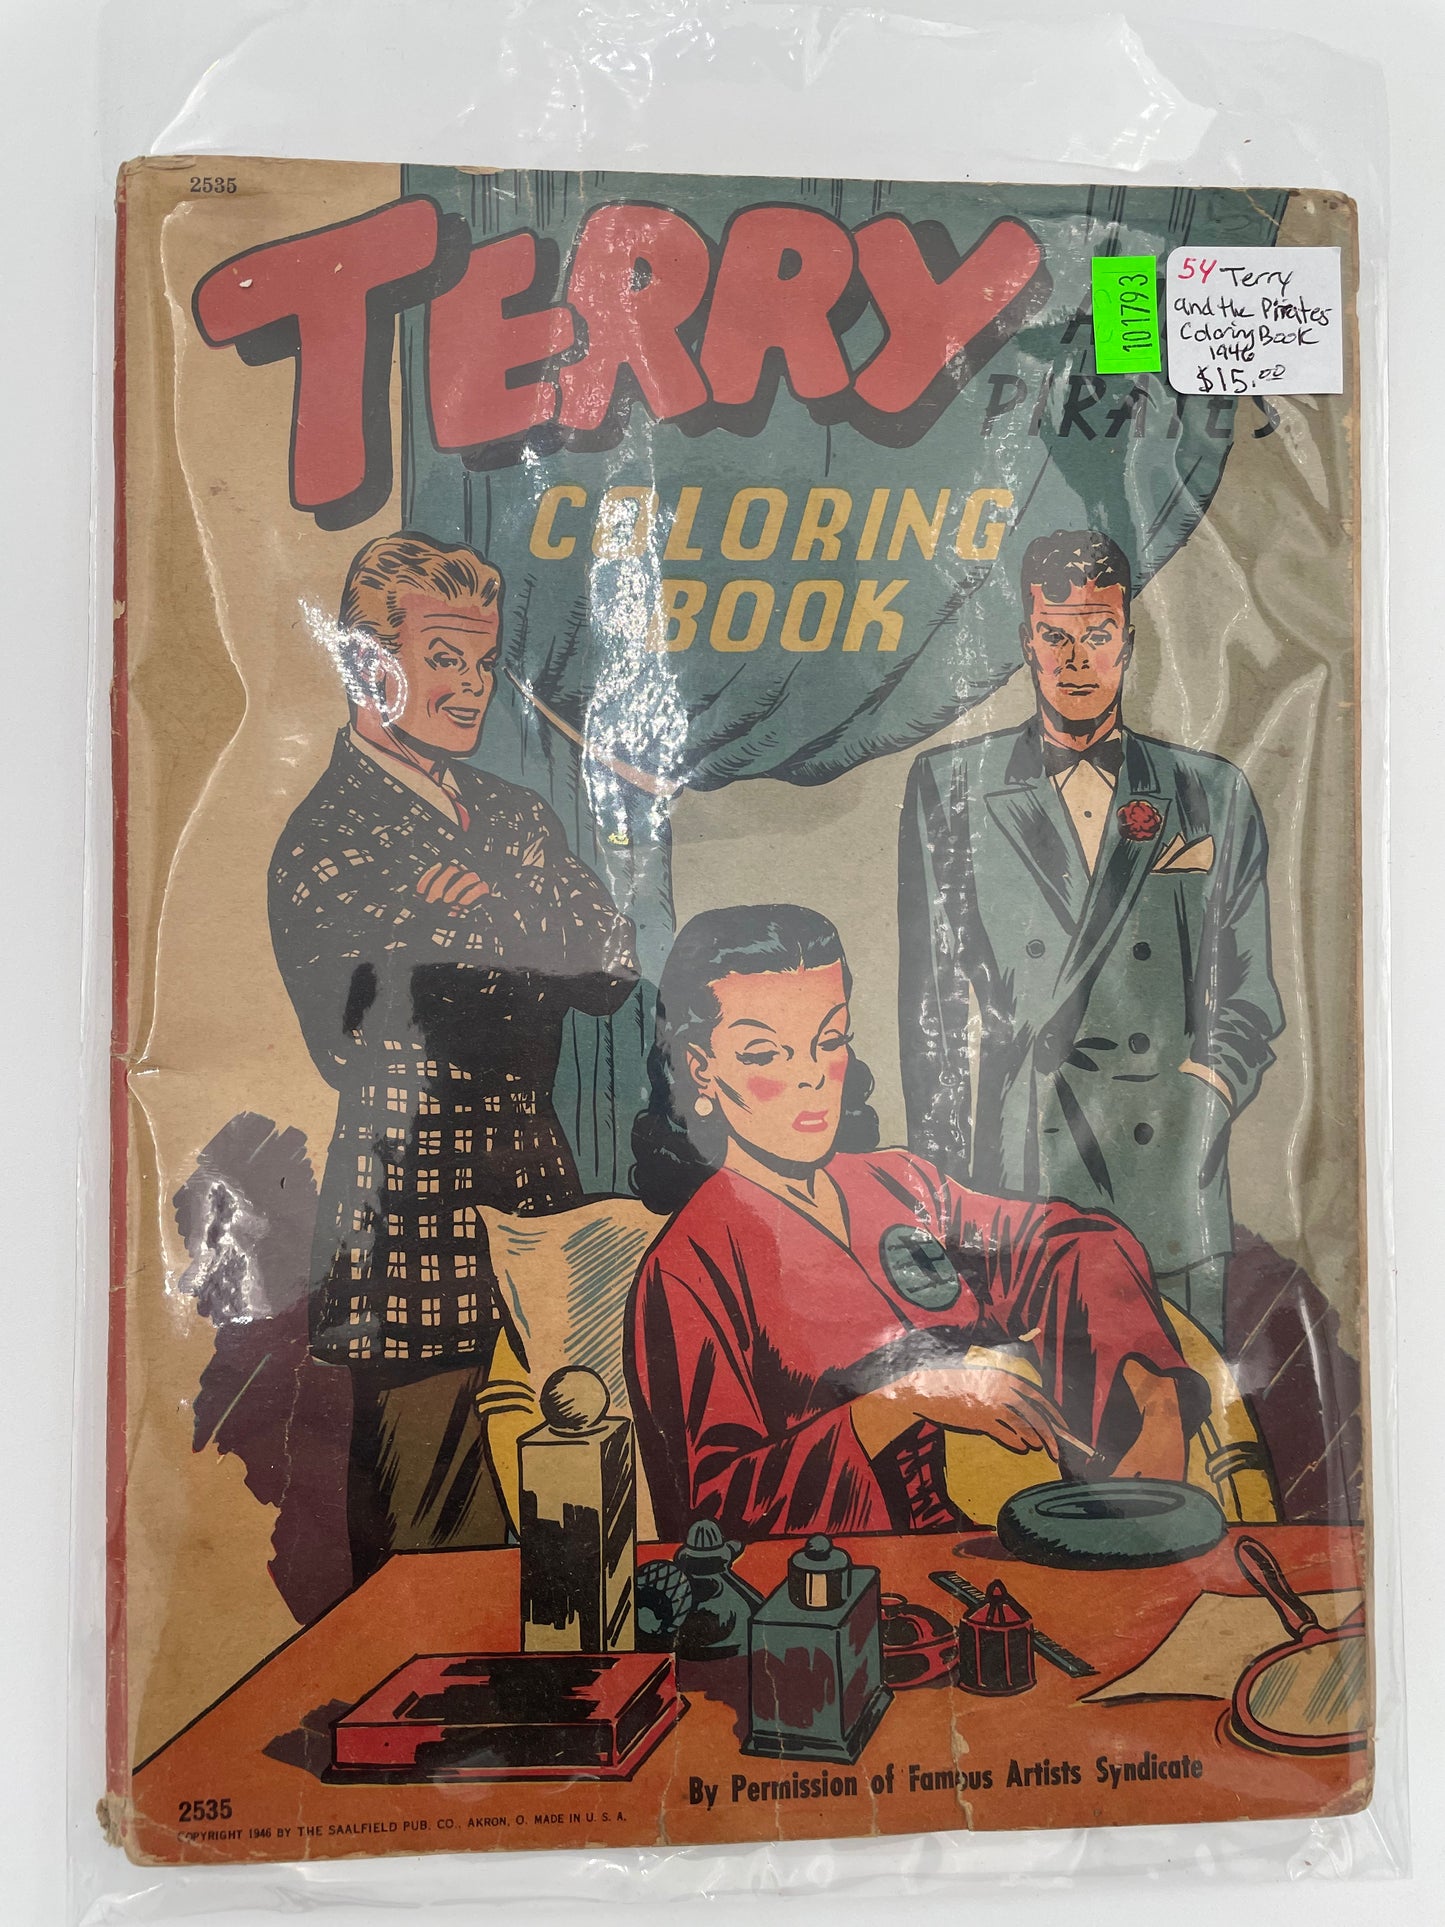 2535
TERRY
PIRATES
COLORING
BOOK
101793
54 Terry
and the Pirates
Coloring Book
1946
$15.00
By Permission of Famous Artists Syndicate
2535
COPYRIGHT 1946 BY THE SAALFIELD PUB. CO., AKRON, O. MADE IN U. S. A.